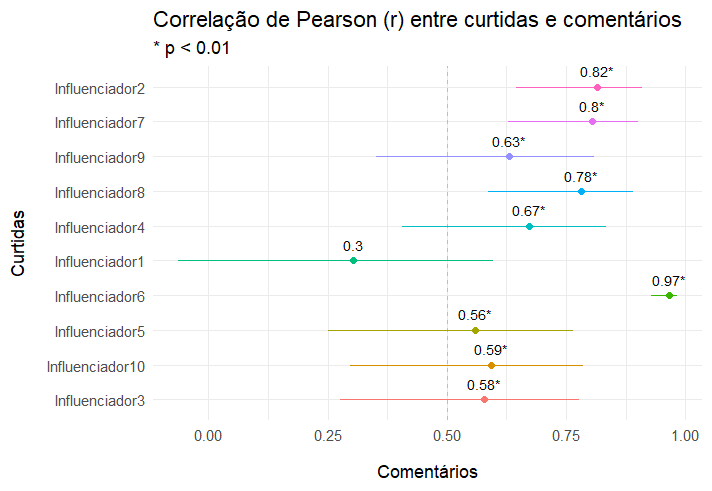 Correlação de Pearson (r) entre curtidas e comentários
* p < 0.01
Curtidas
Influenciador2
0.82*
Influenciador7
0.8*
Influenciador9
0.63*
Influenciador8
0.78*
Influenciador4
0.67*
Influenciador1
0.3
Influenciador6
0.97*
Influenciador5
0.56*
Influenciador10
0.59*
Influenciador3
0.58*
0.00 0.25 0.50 0.75 1.00
Comentários